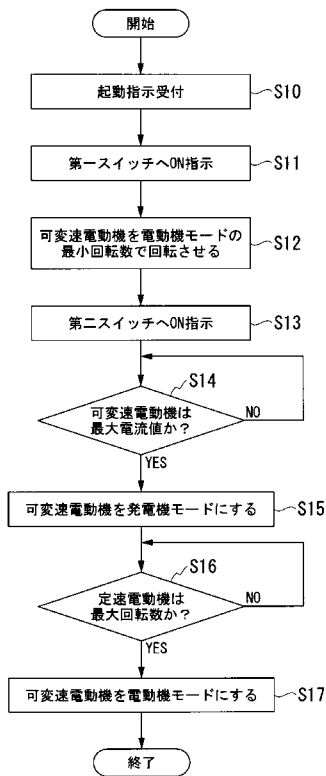 開始
起動指示受付
S10
第一スイッチへON指示
S11
可変速電動機を電動機モードの
最小回転数で回転させる
S12
第二スイッチへON指示
S13
S14
可変速電動機は
最大電流値か?
NO
YES
可変速電動機を発電機モードにする
S15
S16
定速電動機は
最大回転数か?
NO
YES
可変速電動機を電動機モードにする
S17
終了